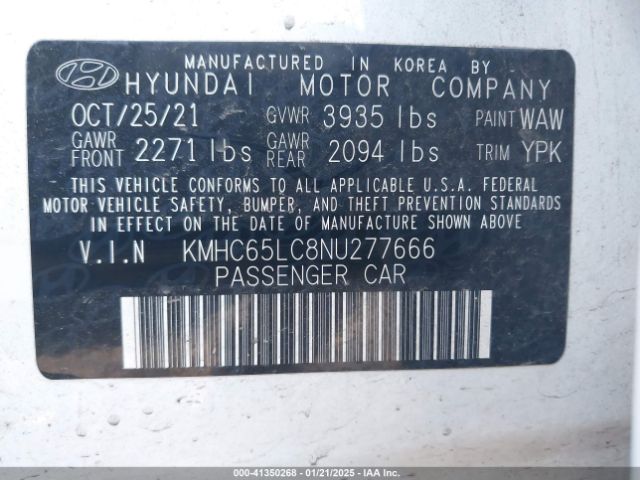 MANUFACTURED IN KOREA BY
HYUNDAI MOTOR COMPANY
OCT/25/21 GVWR 3935 lbs PAINT WAW
GAWR FRONT 2271 lbs GAWR REAR 2094 lbs TRIM YPK
THIS VEHICLE CONFORMS TO ALL APPLICABLE U.S.A. FEDERAL
MOTOR VEHICLE SAFETY, BUMPER, AND THEFT PREVENTION STANDARDS
IN EFFECT ON THE DATE OF MANUFACTURE SHOWN ABOVE
V.I.N KMHC65LC8NU277666
PASSENGER CAR
000-41350268 - 01/21/2025 - IAAI.CA